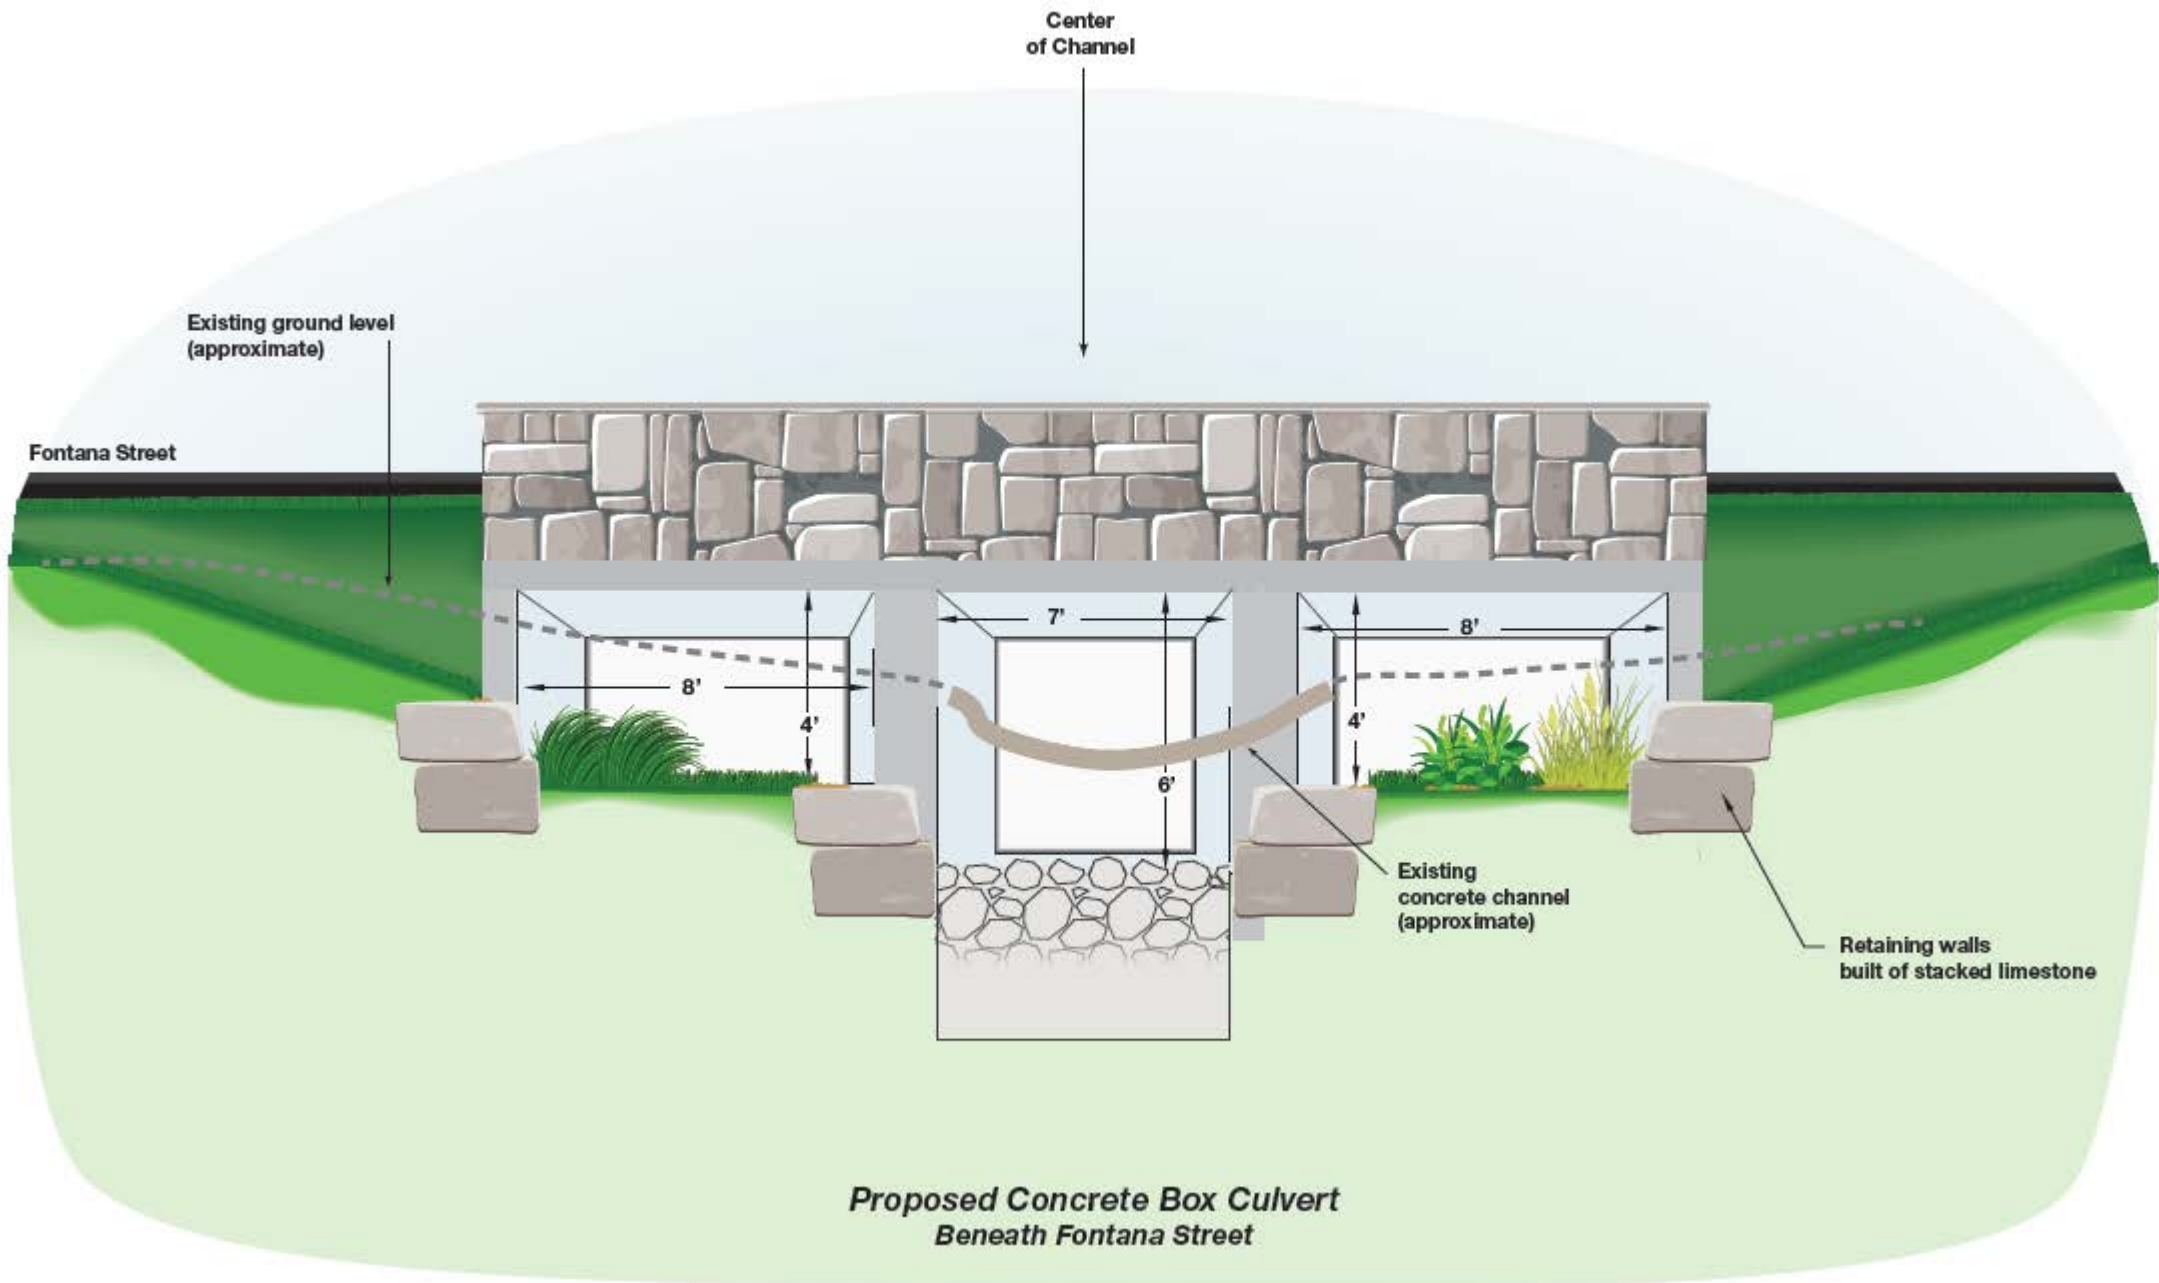 Center
of Channel
Existing ground level
(approximate)
Fontana Street
7’
8’
8’
4’
4’
6’
Existing
concrete channel
(approximate)
Retaining walls
built of stacked limestone
Proposed Concrete Box Culvert
Beneath Fontana Street